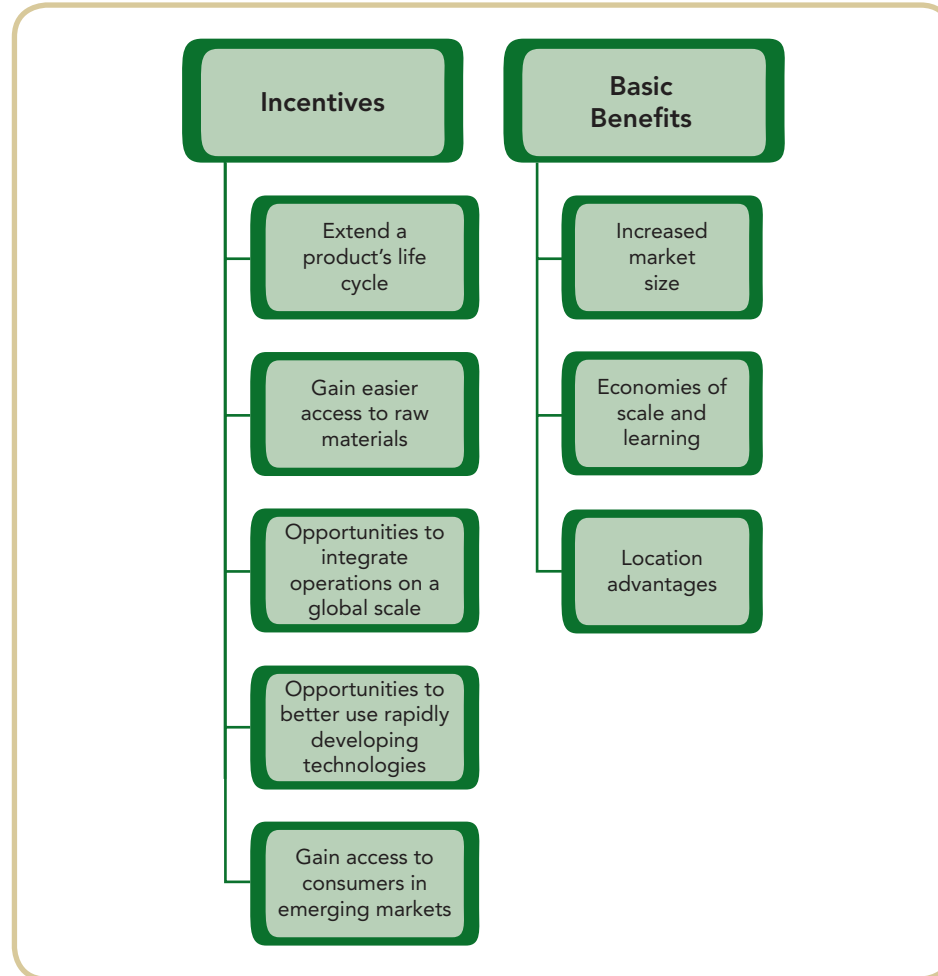 Incentives
Extend a
product’s life
cycle
Gain easier
access to raw
materials
Opportunities to
integrate
operations on a
global scale
Opportunities to
better use rapidly
developing
technologies
Gain access to
consumers in
emerging markets
Basic
Benefits
Increased
market
size
Economies of
scale and
learning
Location
advantages